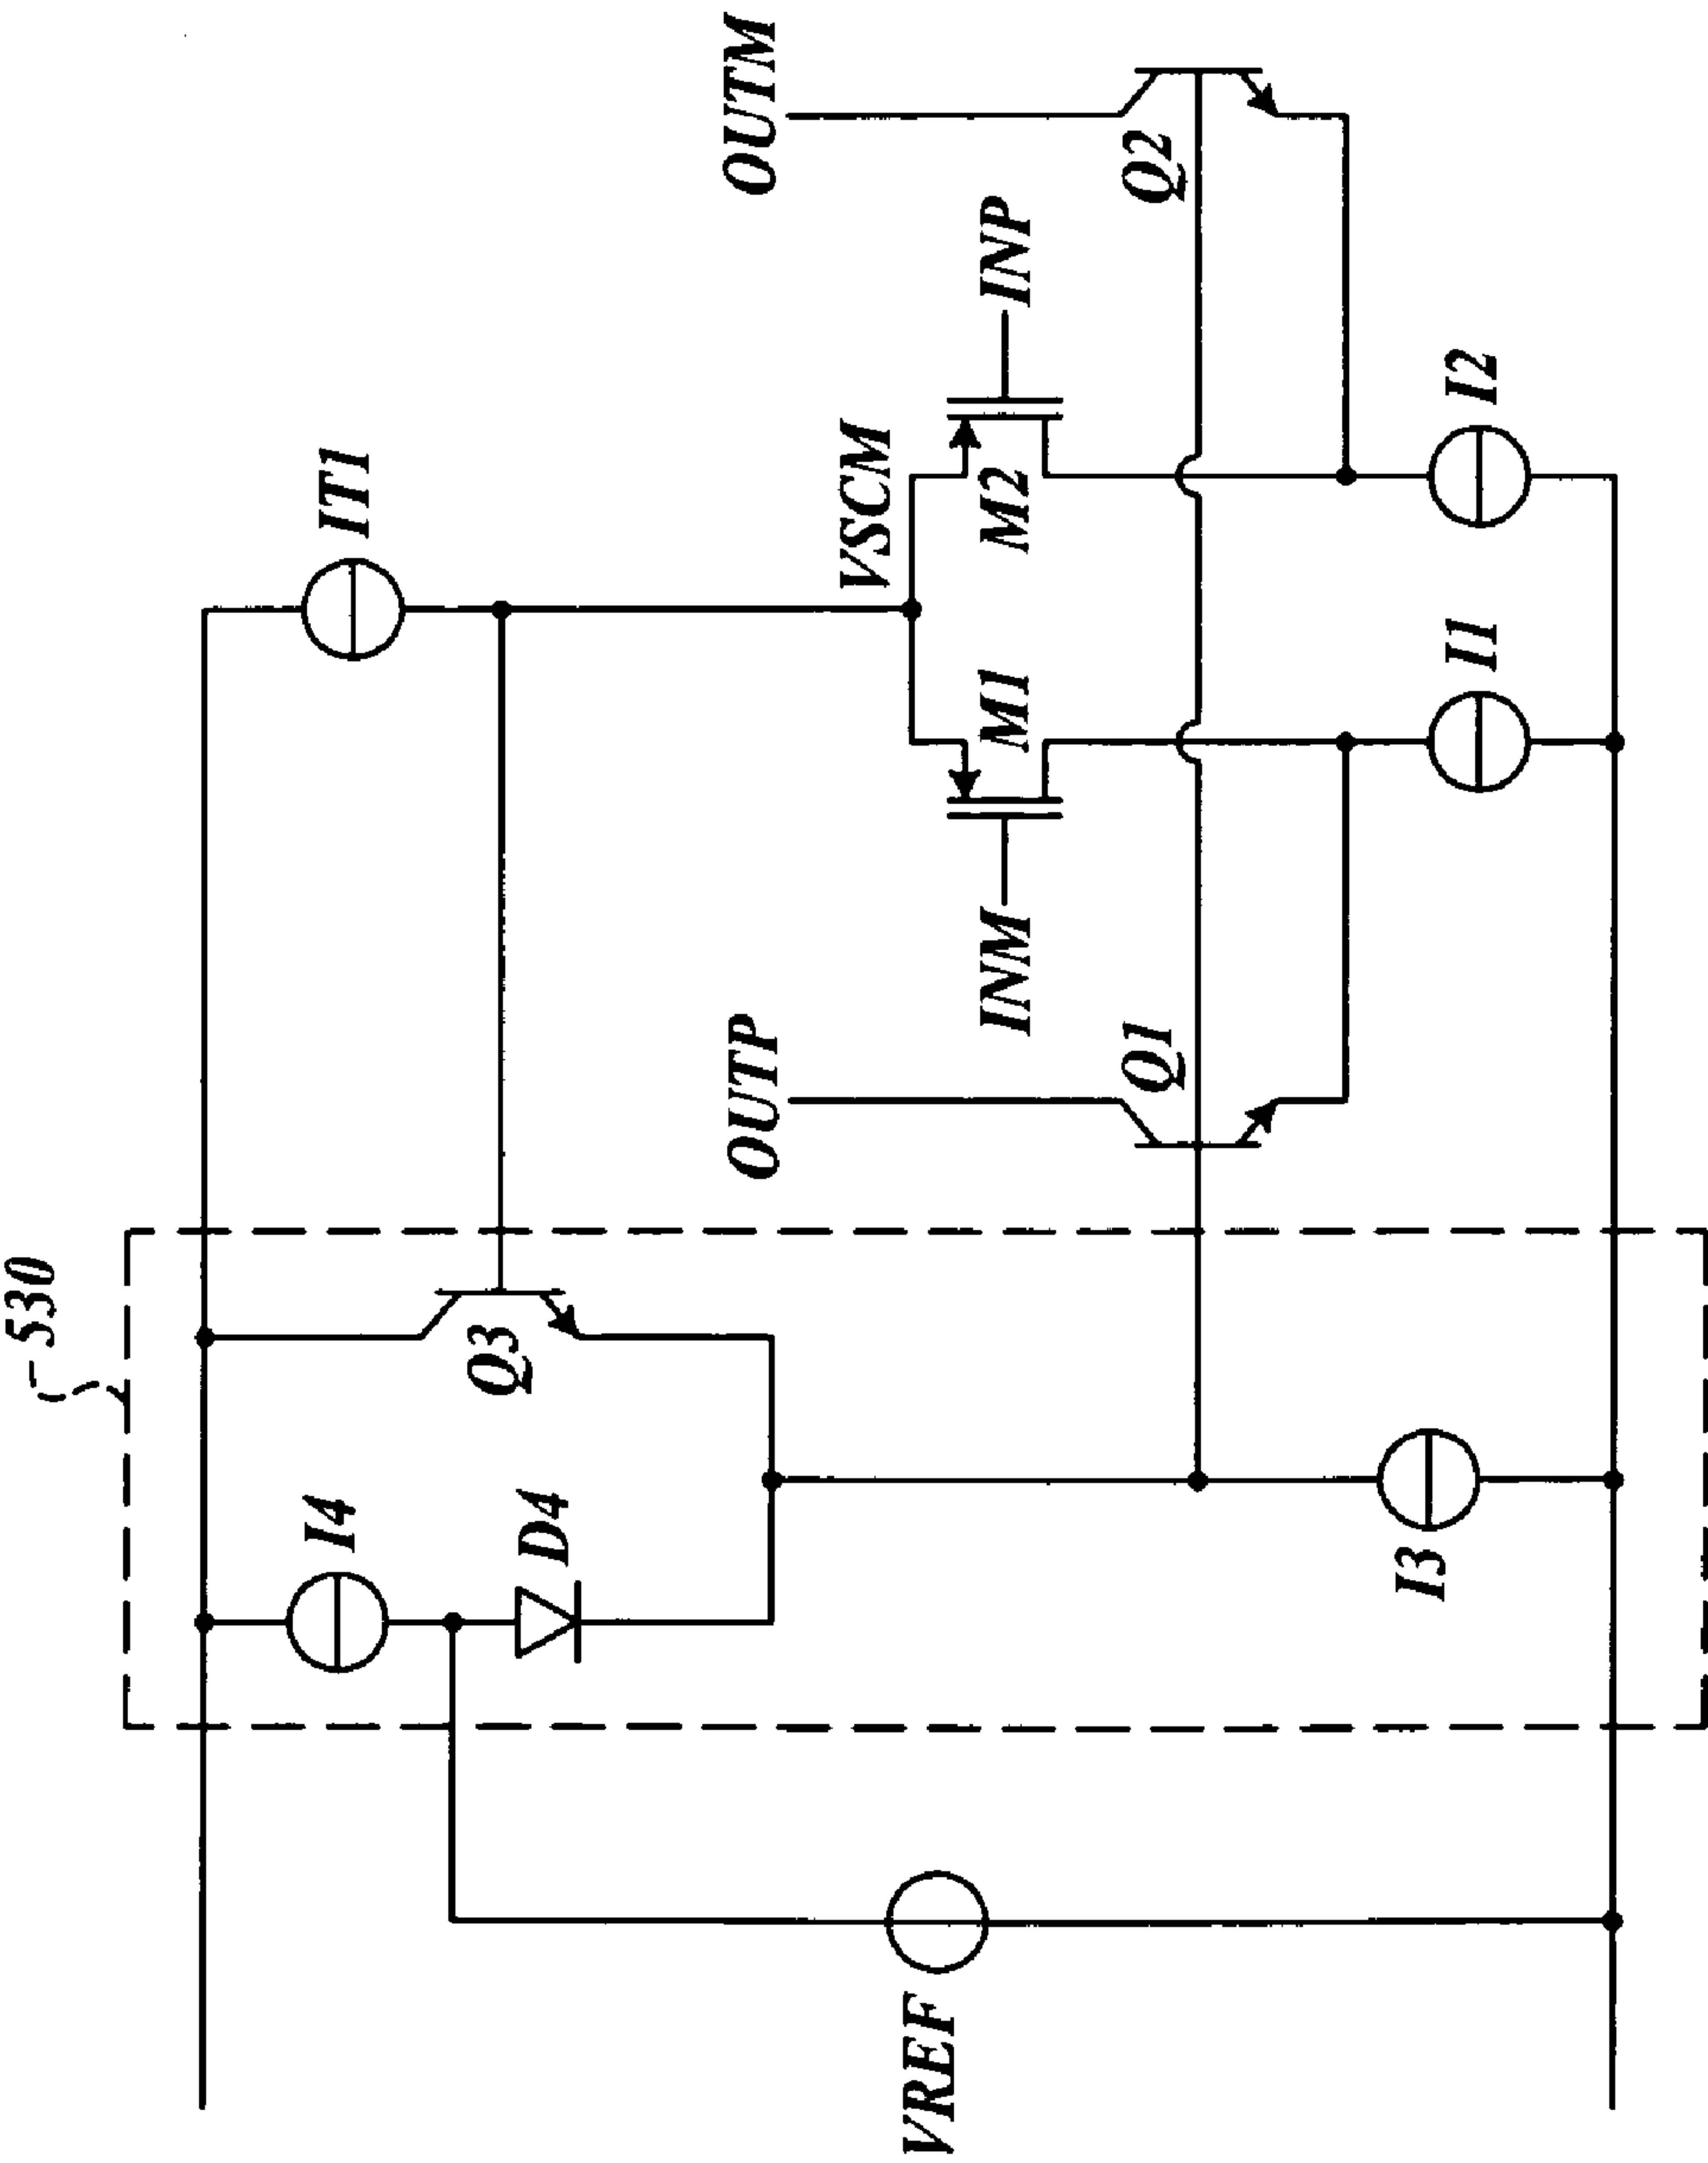 530
I4
D4
Q3
IT1
VSCM
OUTP
OUTM
INM
M1
M2
INP
Q1
Q2
VREF
I3
I1
I2